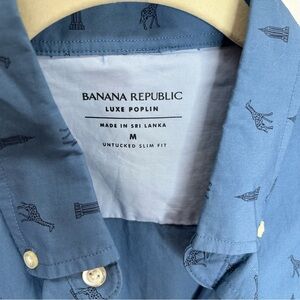 BANANA REPUBLIC
LUXE POPLIN
MADE IN SRI LANKA
M
UNTUCKED SLIM FIT